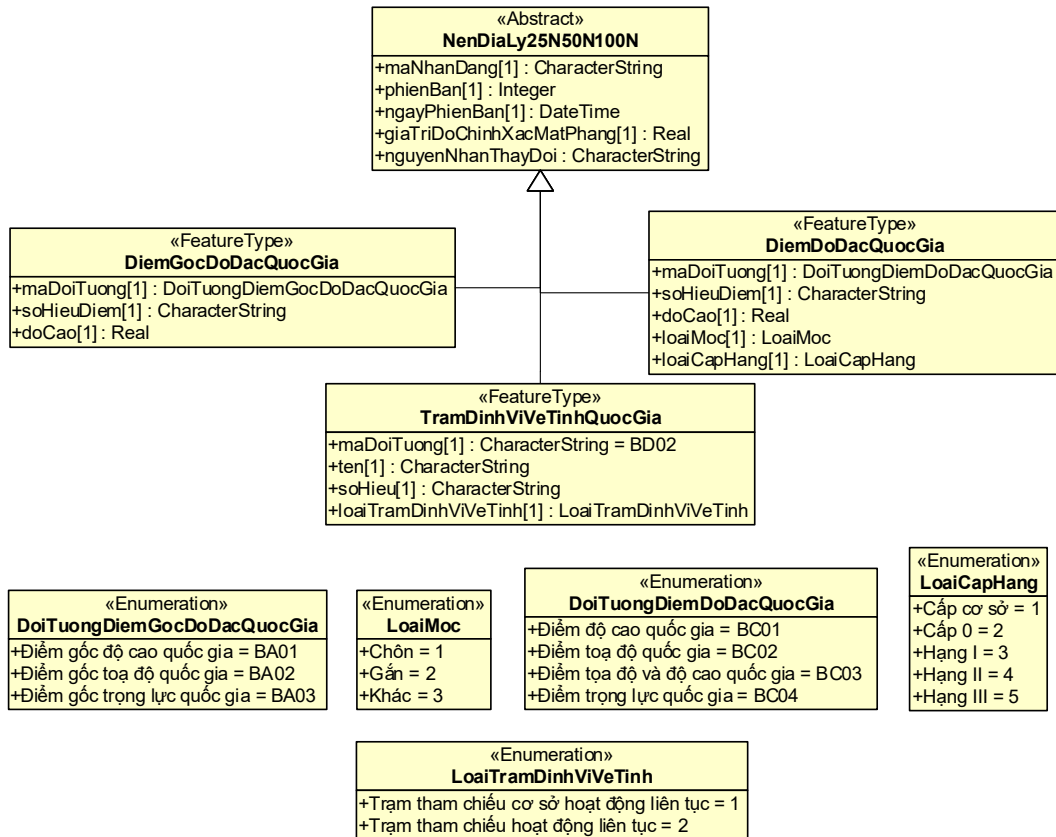 «Abstract»
NenDiaLy25N50N100N
+maNhanDang[1] : CharacterString
+phienBan[1] : Integer
+ngayPhienBan[1] : DateTime
+giaTriDoChinhXacMatPhang[1] : Real
+nguyenNhanThayDoi : CharacterString
«FeatureType»
DiemGocDoDacQuocGia
+maDoiTuong[1] : DoiTuongDiemGocDoDacQuocGia
+soHieuDiem[1] : CharacterString
+doCao[1] : Real
«FeatureType»
DiemDoDacQuocGia
+maDoiTuong[1] : DoiTuongDiemDoDacQuocGia
+soHieuDiem[1] : CharacterString
+doCao[1] : Real
+loaiMoc[1] : LoaiMoc
+loaiCapHang[1] : LoaiCapHang
«FeatureType»
TramDinhViVeTinhQuocGia
+maDoiTuong[1] : CharacterString = BD02
+ten[1] : CharacterString
+soHieu[1] : CharacterString
+loaiTramDinhViVeTinh[1] : LoaiTramDinhViVeTinh
«Enumeration»
DoiTuongDiemGocDoDacQuocGia
+Điểm gốc độ cao quốc gia = BA01
+Điểm gốc toạ độ quốc gia = BA02
+Điểm gốc trọng lực quốc gia = BA03
«Enumeration»
LoaiMoc
+Chôn = 1
+Gắn = 2
+Khác = 3
«Enumeration»
DoiTuongDiemDoDacQuocGia
+Điểm độ cao quốc gia = BC01
+Điểm toạ độ quốc gia = BC02
+Điểm tọa độ và độ cao quốc gia = BC03
+Điểm trọng lực quốc gia = BC04
«Enumeration»
LoaiCapHang
+Cấp cơ sở = 1
+Cấp 0 = 2
+Hạng I = 3
+Hạng II = 4
+Hạng III = 5
«Enumeration»
LoaiTramDinhViVeTinh
+Trạm tham chiếu cơ sở hoạt động liên tục = 1
+Trạm tham chiếu hoạt động liên tục = 2